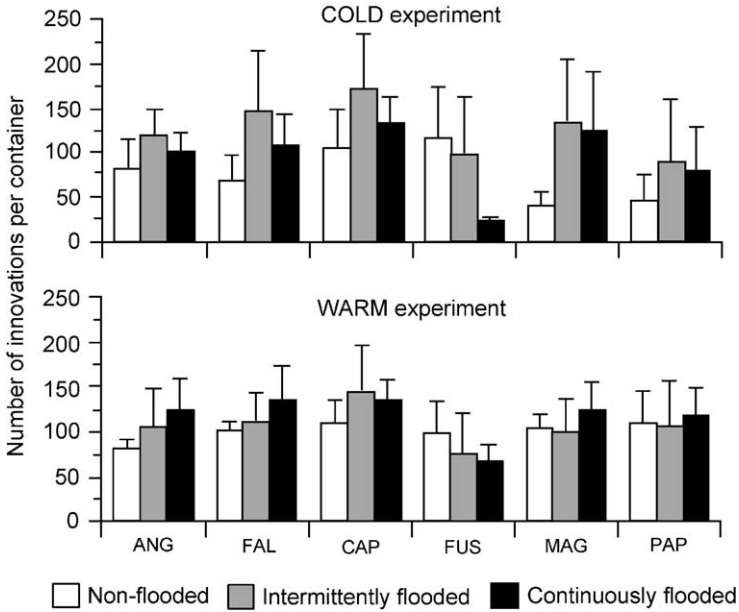 COLD experiment
Number of innovations per container
250
200
150
100
50
0
WARM experiment
250
200
150
100
50
0
ANG FAL CAP FUS MAG PAP
Non-flooded Intermittently flooded Continuously flooded